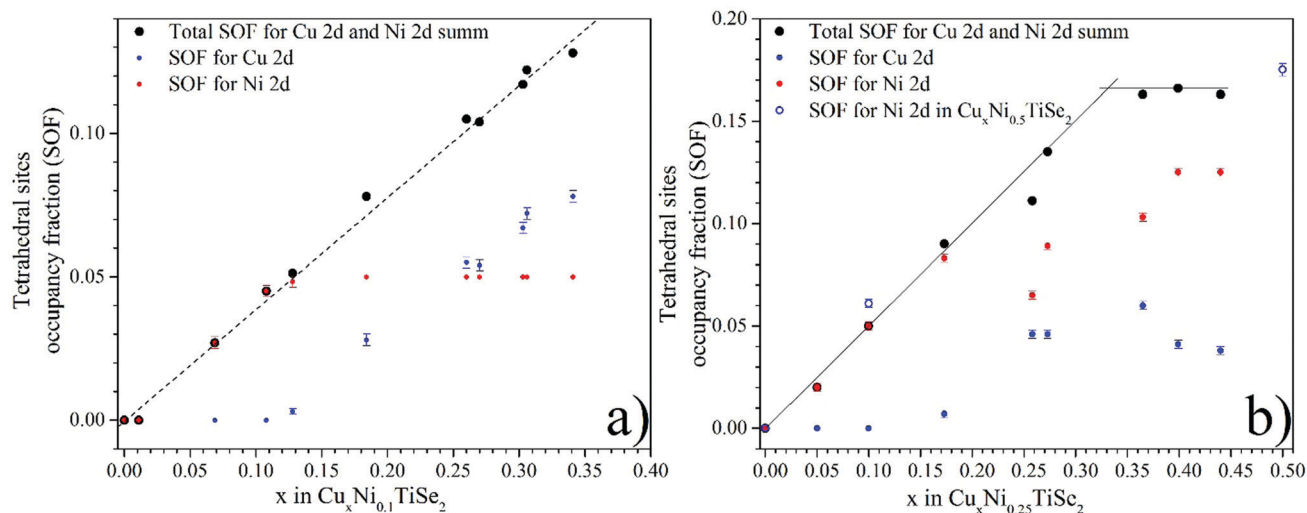 Total SOF for Cu 2d and Ni 2d summ
SOF for Cu 2d
SOF for Ni 2d
0.10
0.05
0.00
Tetrahedral sites
occupancy fraction (SOF)
0.00 0.05 0.10 0.15 0.20 0.25 0.30 0.35 0.40
x in CuₓNi₀.₁TiSe₂
a)
Total SOF for Cu 2d and Ni 2d summ
SOF for Cu 2d
SOF for Ni 2d
SOF for Ni 2d in CuₓNi₀.₅TiSe₂
0.20
0.15
0.10
0.05
0.00
Tetrahedral sites
occupancy fraction (SOF)
0.00 0.05 0.10 0.15 0.20 0.25 0.30 0.35 0.40 0.45 0.50
x in CuₓNi₀.₂₅TiSe₂
b)